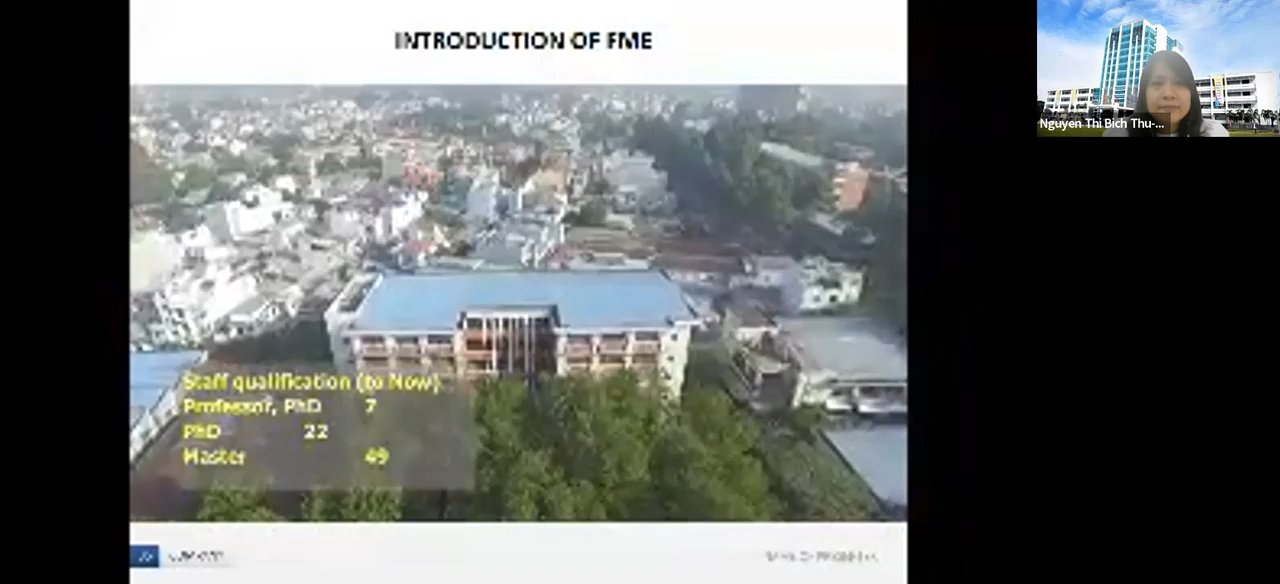 INTRODUCTION OF FME
Nguyen Thi Bich Thu-...
Staff qualification (to Now)
Professor, PhD 7
PhD 22
Master 49